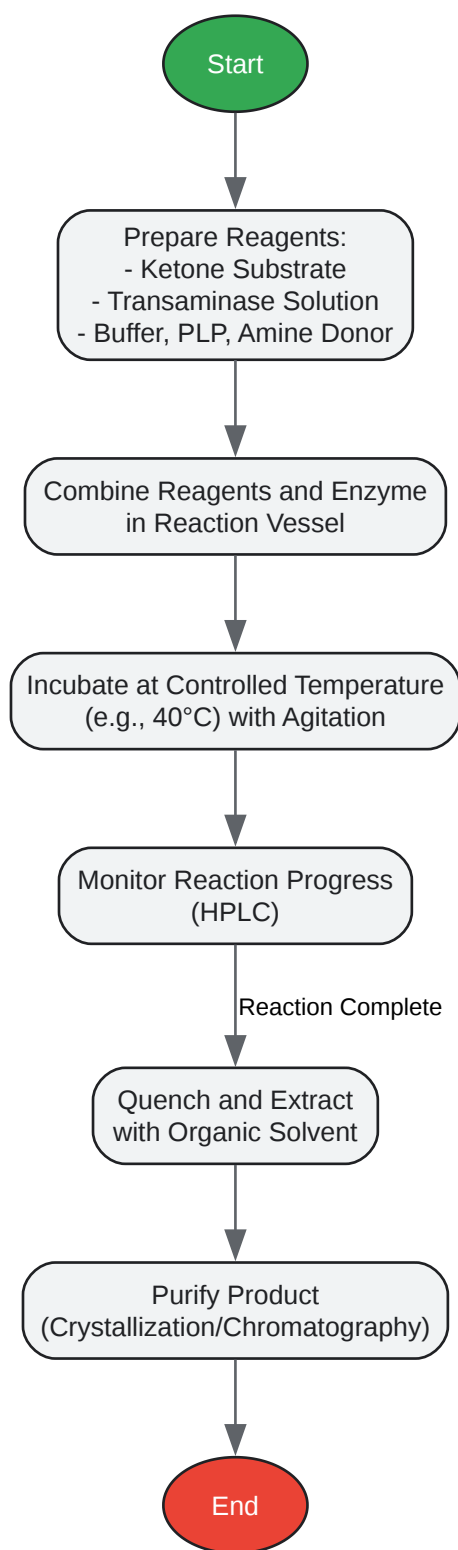 Start
Prepare Reagents:
- Ketone Substrate
- Transaminase Solution
- Buffer, PLP, Amine Donor
Combine Reagents and Enzyme
in Reaction Vessel
Incubate at Controlled Temperature
(e.g., 40°C) with Agitation
Monitor Reaction Progress
(HPLC)
Reaction Complete
Quench and Extract
with Organic Solvent
Purify Product
(Crystallization/Chromatography)
End